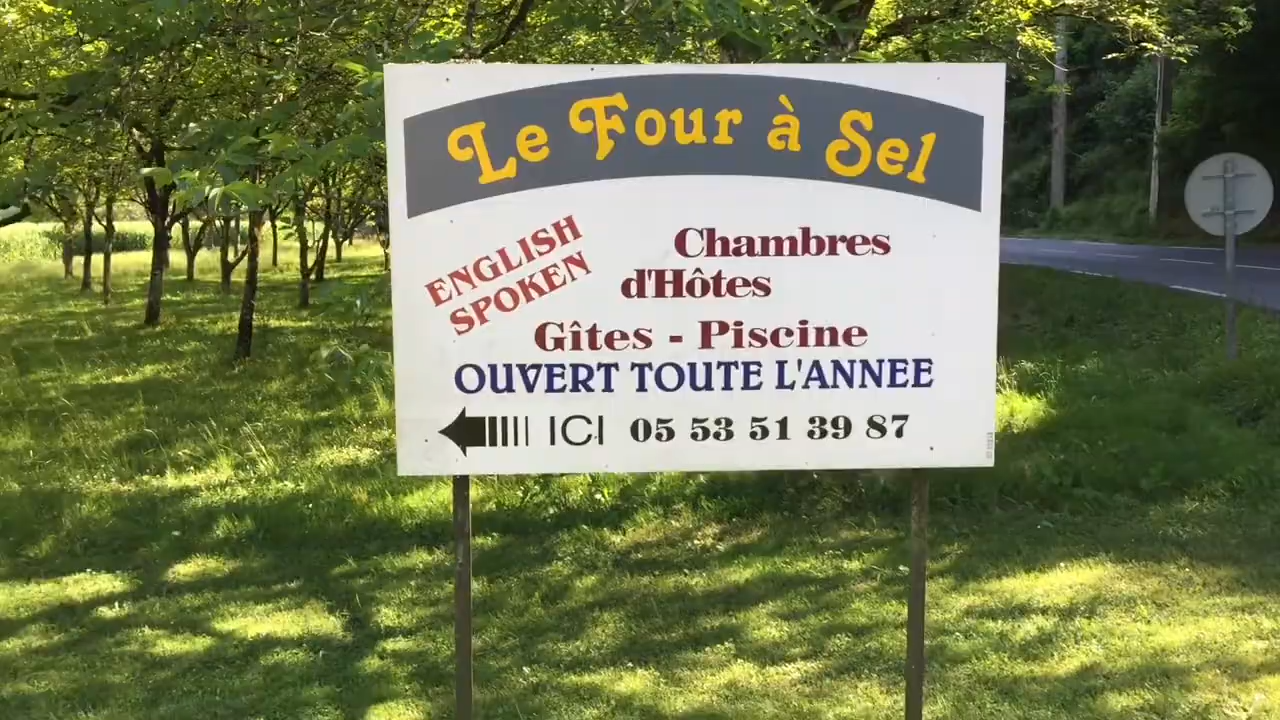 Le Four à Sel
ENGLISH
SPOKEN
Chambres
d'Hôtes
Gîtes - Piscine
OUVERT TOUTE L'ANNEE
ICI 05 53 51 39 87